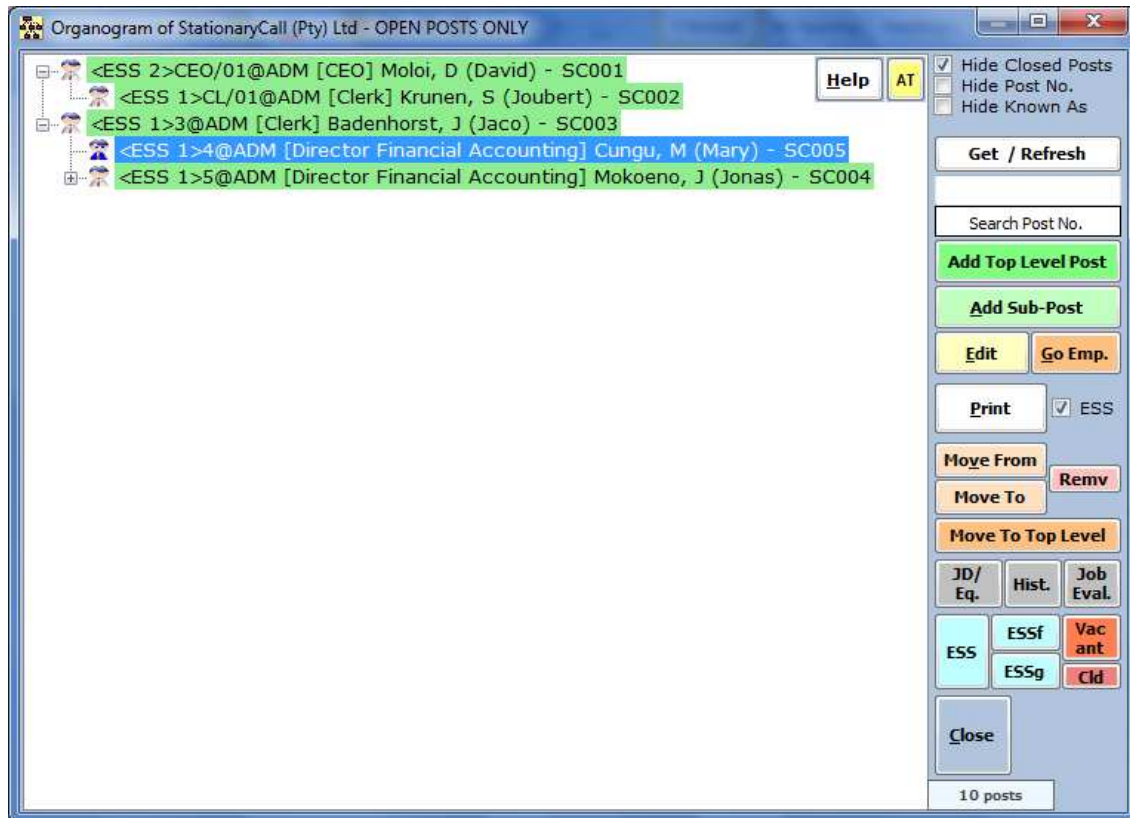 Organogram of StationaryCall (Pty) Ltd - OPEN POSTS ONLY
<ESS 2>CEO/01@ADM [CEO] Moloi, D (David) - SC001
<ESS 1>CL/01@ADM [Clerk] Krunen, S (Joubert) - SC002
<ESS 1>3@ADM [Clerk] Badenhorst, J (Jaco) - SC003
<ESS 1>4@ADM [Director Financial Accounting] Cungu, M (Mary) - SC005
<ESS 1>5@ADM [Director Financial Accounting] Mokoeno, J (Jonas) - SC004
Help
AT
Hide Closed Posts
Hide Post No.
Hide Known As
Get / Refresh
Search Post No.
Add Top Level Post
Add Sub-Post
Edit
Go Emp.
Print
ESS
Move From
Remv
Move To
Move To Top Level
JD/
Eq.
Hist.
Job
Eval.
ESS
ESSf
ESSg
Vac
ant
Cld
Close
10 posts